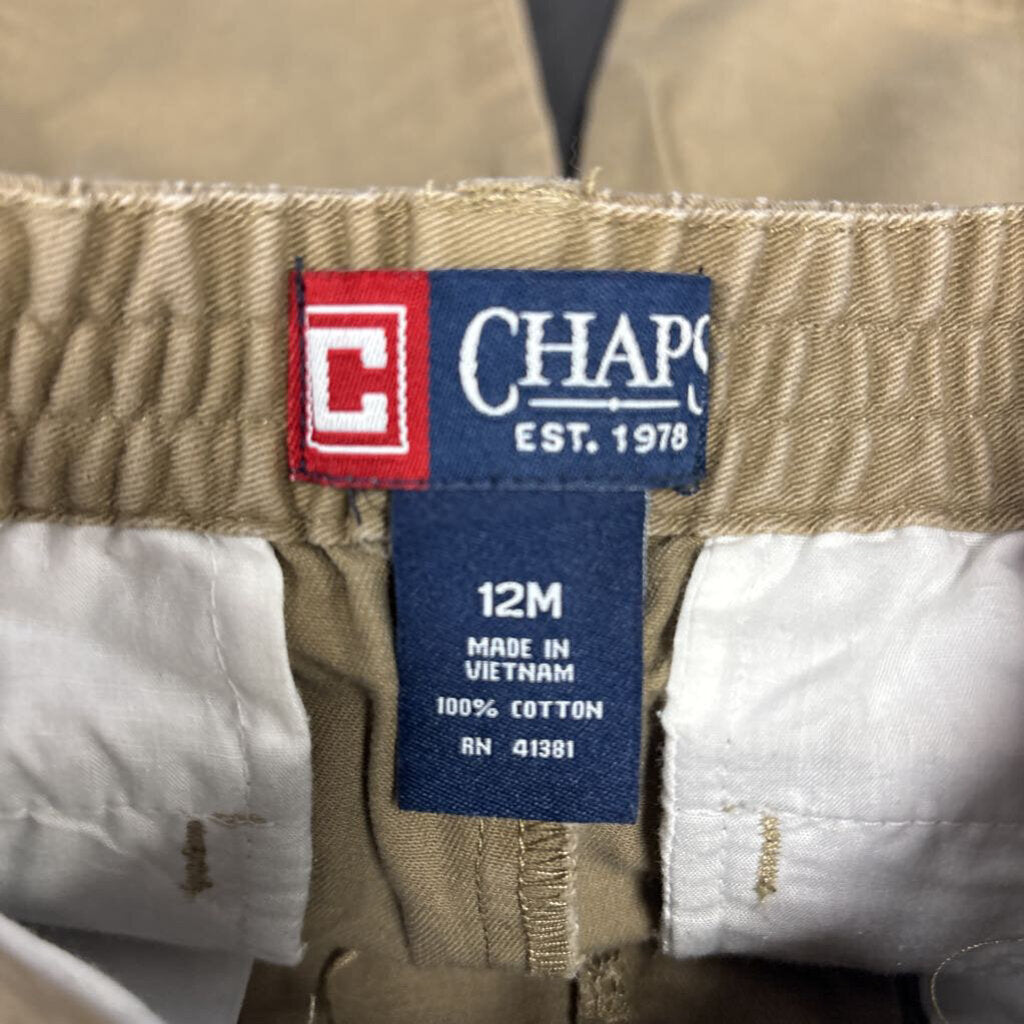 C CHAPS
EST. 1978
12M
MADE IN
VIETNAM
100% COTTON
RN 41381